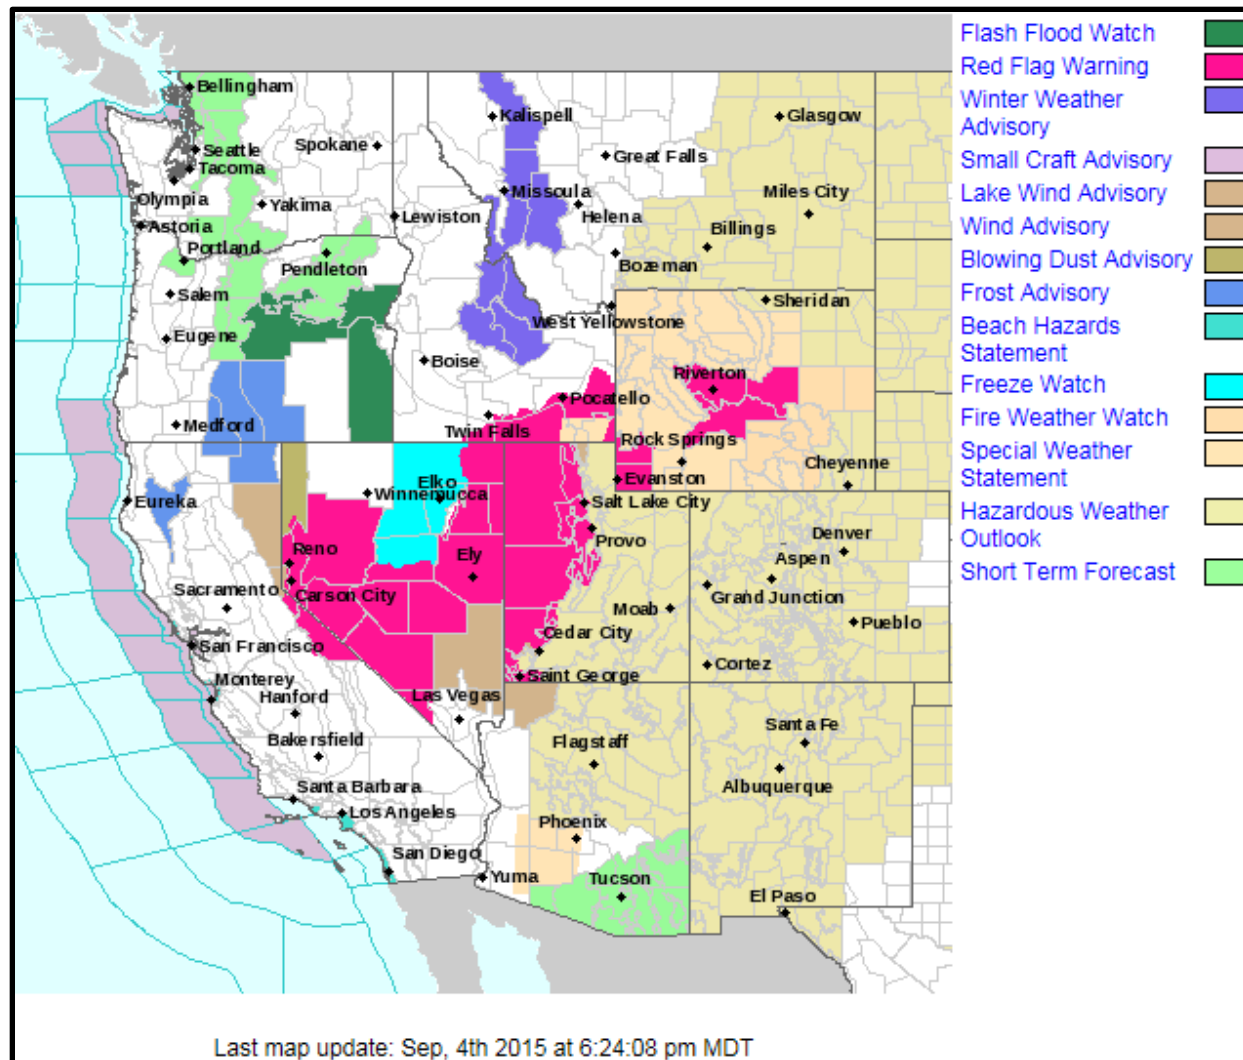 Flash Flood Watch
Red Flag Warning
Winter Weather
Advisory
Small Craft Advisory
Lake Wind Advisory
Wind Advisory
Blowing Dust Advisory
Frost Advisory
Beach Hazards
Statement
Freeze Watch
Fire Weather Watch
Special Weather
Statement
Hazardous Weather
Outlook
Short Term Forecast
Bellingham
Kalispell
Glasgow
Seattle
Spokane
Great Falls
Tacoma
Missoula
Miles City
Olympia
Yakima
Lewiston
Helena
Astoria
Portland
Billings
Pendleton
Bozeman
Salem
Sheridan
West Yellowstone
Eugene
Boise
Riverton
Pocatello
Medford
Twin Falls
Rock Springs
Cheyenne
Elko
Evanston
Winnemucca
Eureka
Salt Lake City
Denver
Reno
Provo
Aspen
Ely
Sacramento
Carson City
Grand Junction
Moab
Pueblo
San Francisco
Cedar City
Cortez
Saint George
Monterey
Las Vegas
Hanford
Santa Fe
Bakersfield
Flagstaff
Albuquerque
Santa Barbara
Los Angeles
Phoenix
San Diego
Yuma
Tucson
El Paso
Last map update: Sep, 4th 2015 at 6:24:08 pm MDT